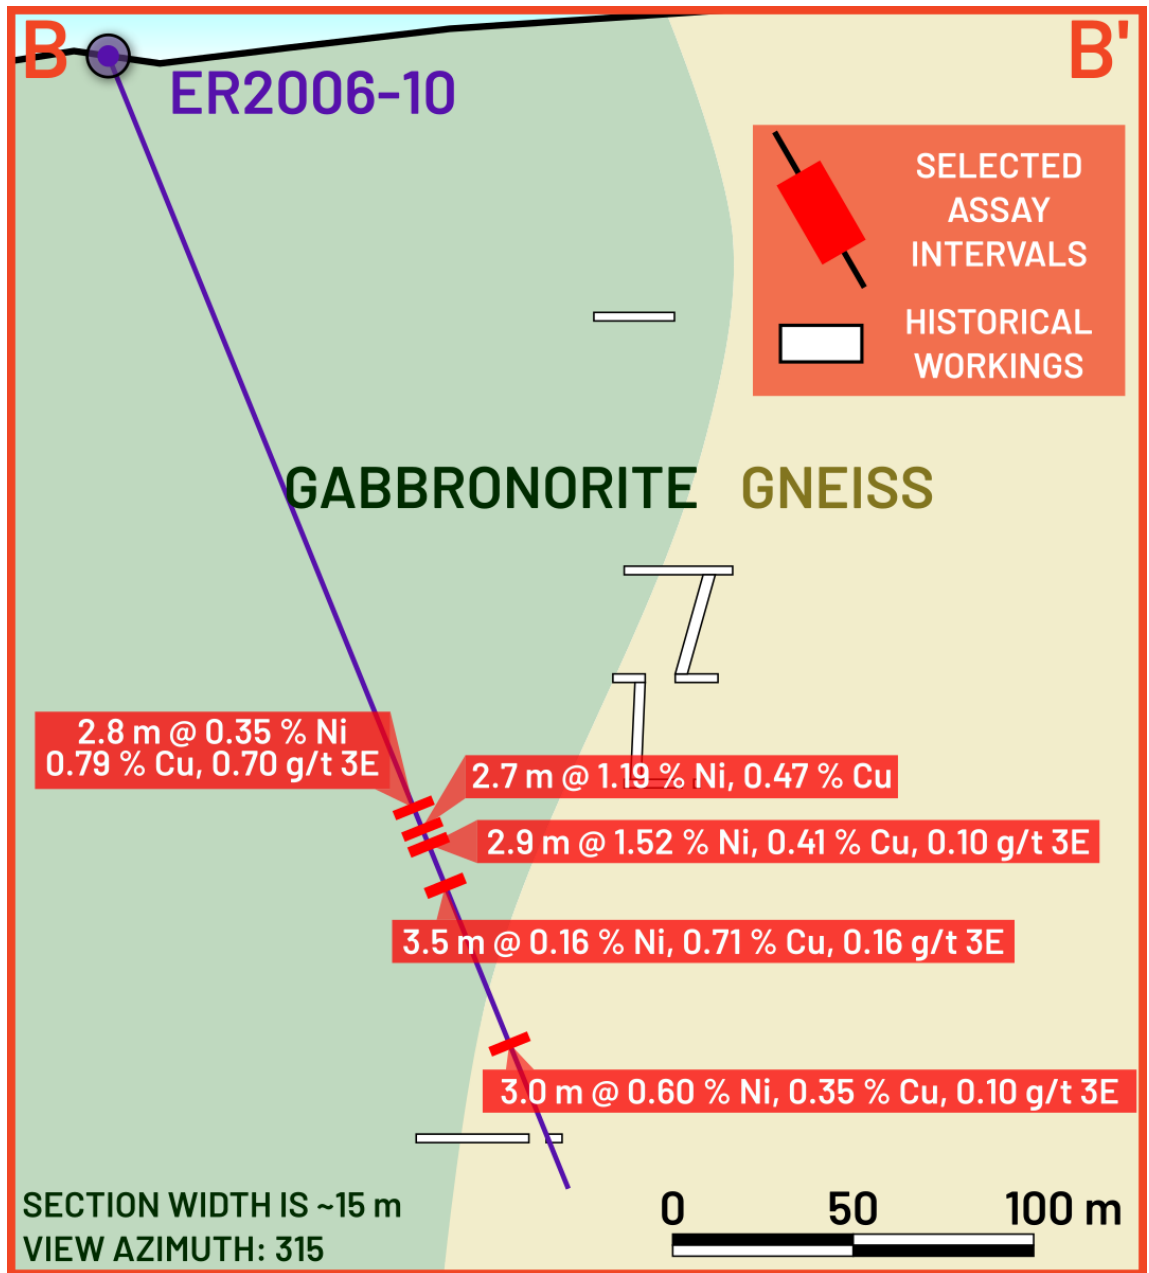 B
B'
ER2006-10
SELECTED
ASSAY
INTERVALS
HISTORICAL
WORKINGS
GABBRONORITE
GNEISS
2.8 m @ 0.35 % Ni
0.79 % Cu, 0.70 g/t 3E
2.7 m @ 1.19 % Ni, 0.47 % Cu
2.9 m @ 1.52 % Ni, 0.41 % Cu, 0.10 g/t 3E
3.5 m @ 0.16 % Ni, 0.71 % Cu, 0.16 g/t 3E
3.0 m @ 0.60 % Ni, 0.35 % Cu, 0.10 g/t 3E
SECTION WIDTH IS ~15 m
VIEW AZIMUTH: 315
0 50 100 m